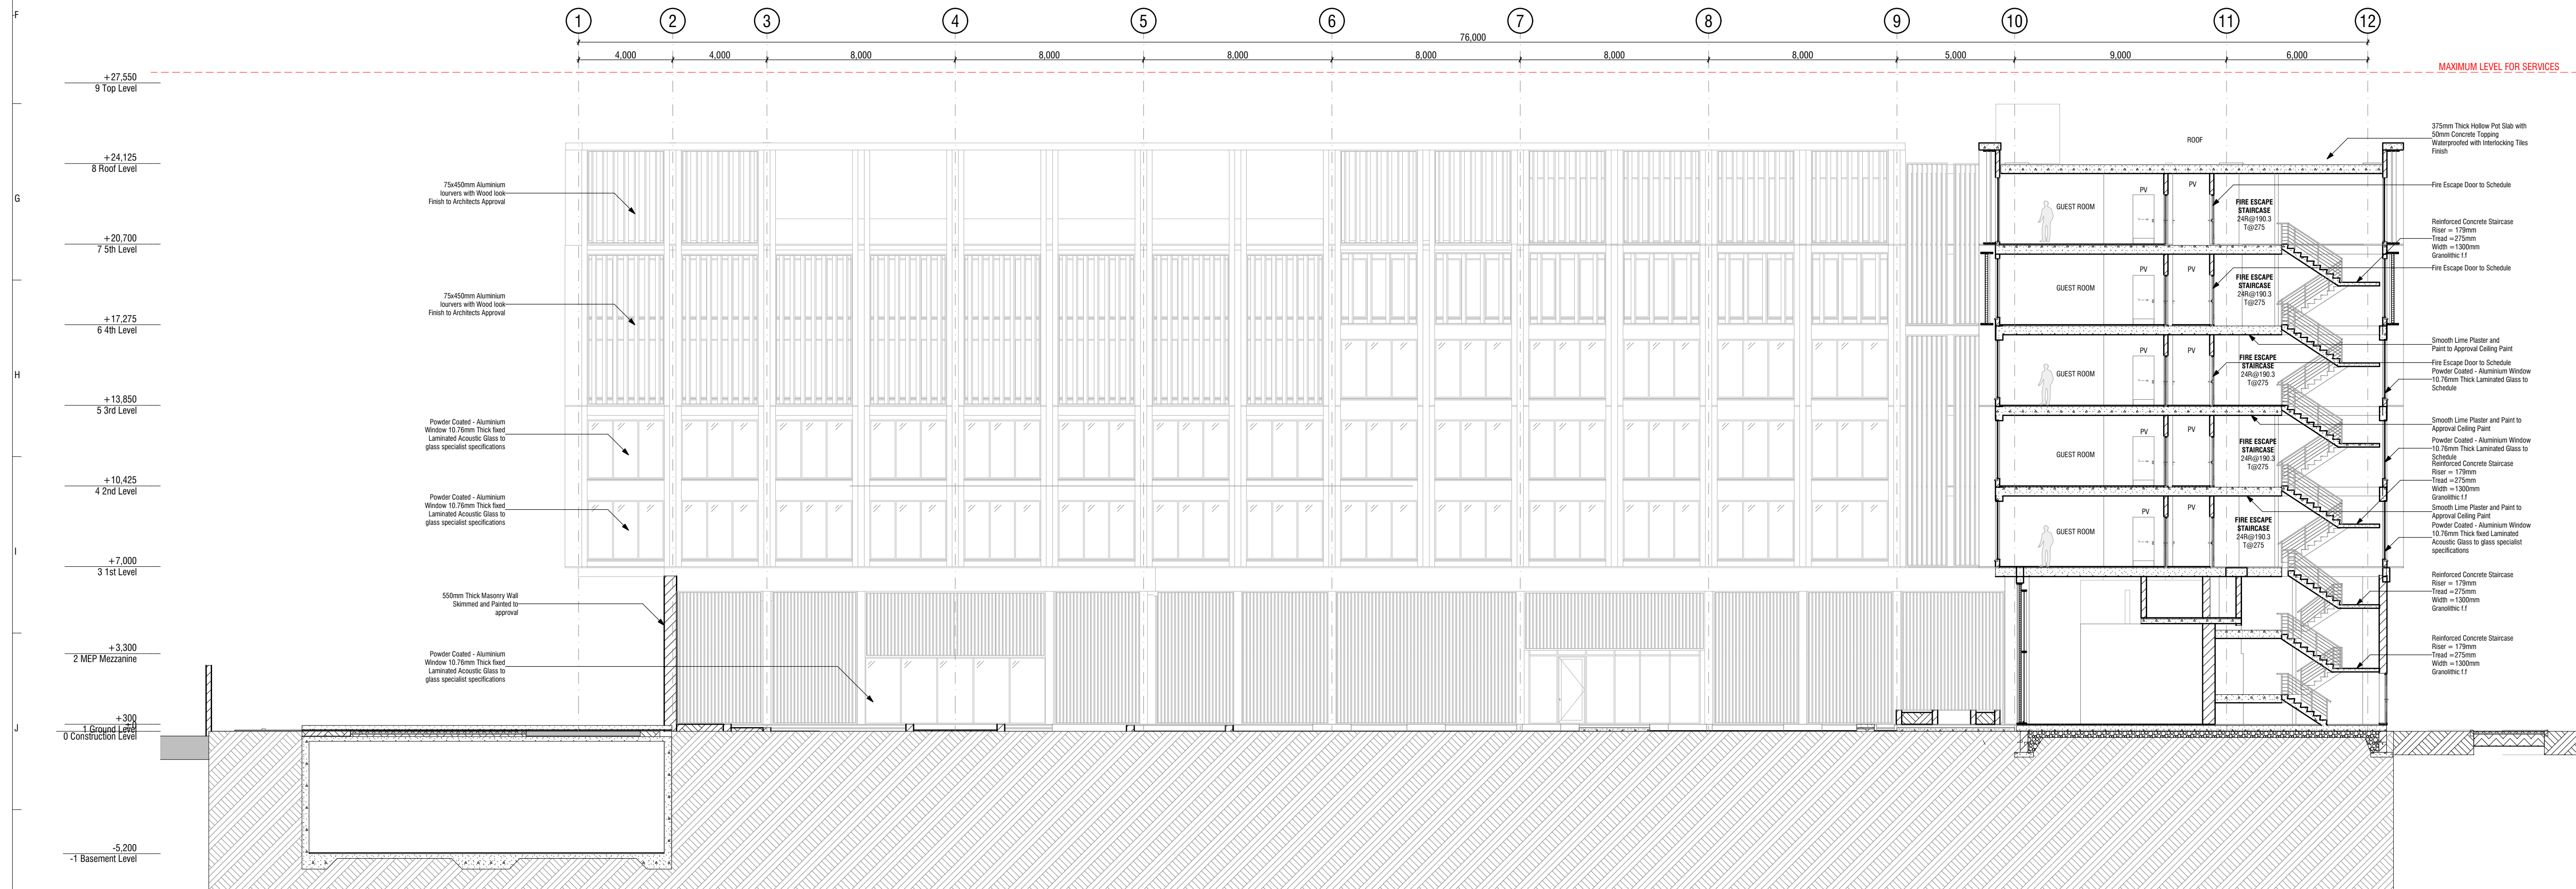 F
1
2
3
4
5
6
7
8
9
10
11
12
76,000
4,000
4,000
8,000
8,000
8,000
8,000
8,000
8,000
5,000
9,000
6,000
MAXIMUM LEVEL FOR SERVICES
+27,550
9 Top Level
+24,125
8 Roof Level
G
+20,700
7 5th Level
+17,275
6 4th Level
H
+13,850
5 3rd Level
+10,425
4 2nd Level
I
+7,000
3 1st Level
+3,300
2 MEP Mezzanine
J
+300
1 Ground Level
0 Construction Level
-5,200
-1 Basement Level
75x450mm Aluminium
lourvers with Wood look
Finish to Architects Approval
75x450mm Aluminium
lourvers with Wood look
Finish to Architects Approval
Powder Coated - Aluminium
Window 10.76mm Thick fixed
Laminated Acoustic Glass to
glass specialist specifications
Powder Coated - Aluminium
Window 10.76mm Thick fixed
Laminated Acoustic Glass to
glass specialist specifications
550mm Thick Masonry Wall
Skimmed and Painted to
approval
Powder Coated - Aluminium
Window 10.76mm Thick fixed
Laminated Acoustic Glass to
glass specialist specifications
ROOF
GUEST ROOM
PV
PV
FIRE ESCAPE
STAIRCASE
24R@190.3
T@275
GUEST ROOM
PV
PV
FIRE ESCAPE
STAIRCASE
24R@190.3
T@275
GUEST ROOM
PV
PV
FIRE ESCAPE
STAIRCASE
24R@190.3
T@275
GUEST ROOM
PV
PV
FIRE ESCAPE
STAIRCASE
24R@190.3
T@275
GUEST ROOM
PV
PV
FIRE ESCAPE
STAIRCASE
24R@190.3
T@275
375mm Thick Hollow Pot Slab with
50mm Concrete Topping
Waterproofed with Interlocking Tiles
Finish
Fire Escape Door to Schedule
Reinforced Concrete Staircase
Riser = 179mm
Tread =275mm
Width =1300mm
Granolithic f.f
Fire Escape Door to Schedule
Smooth Lime Plaster and
Paint to Approval Ceiling Paint
Fire Escape Door to Schedule
Powder Coated - Aluminium Window
10.76mm Thick Laminated Glass to
Schedule
Smooth Lime Plaster and Paint to
Approval Ceiling Paint
Powder Coated - Aluminium Window
10.76mm Thick Laminated Glass to
Schedule
Reinforced Concrete Staircase
Riser = 179mm
Tread =275mm
Width =1300mm
Granolithic f.f
Smooth Lime Plaster and Paint to
Approval Ceiling Paint
Powder Coated - Aluminium Window
10.76mm Thick fixed Laminated
Acoustic Glass to glass specialist
specifications
Reinforced Concrete Staircase
Riser = 179mm
Tread =275mm
Width =1300mm
Granolithic f.f
Reinforced Concrete Staircase
Riser = 179mm
Tread =275mm
Width =1300mm
Granolithic f.f